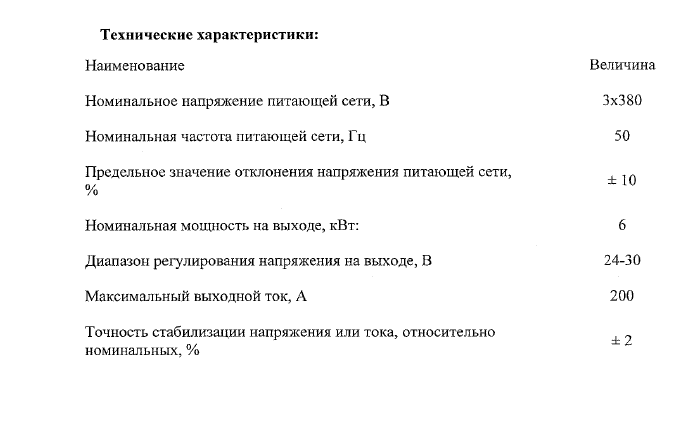 Технические характеристики:
Наименование Величина
Номинальное напряжение питающей сети, В 3х380
Номинальная частота питающей сети, Гц 50
Предельное значение отклонения напряжения питающей сети,
% ± 10
Номинальная мощность на выходе, кВт: 6
Диапазон регулирования напряжения на выходе, В 24-30
Максимальный выходной ток, А 200
Точность стабилизации напряжения или тока, относительно
номинальных, % ± 2